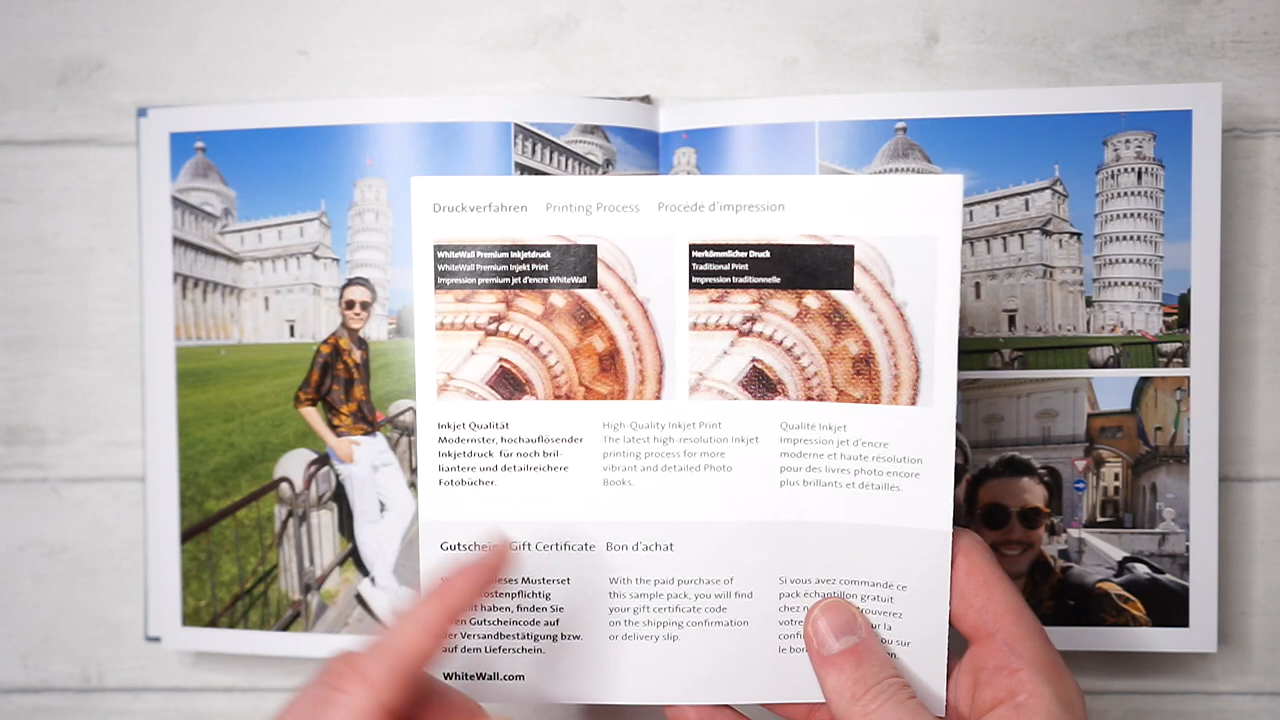 Druckverfahren Printing Process Procédé d'impression
WhiteWall Premium Inkjetdruck
WhiteWall Premium Injekt Print
Impression premium jet d'encre WhiteWall
Herkömmlicher Druck
Traditional Print
Impression traditionnelle
Inkjet Qualität
Modernster, hochauflösender
Inkjetdruck für noch bril-
liantere und detailreichere
Fotobücher.
High-Quality Inkjet Print
The latest high-resolution Inkjet
printing process for more
vibrant and detailed Photo
Books.
Qualité Inkjet
Impression jet d'encre
moderne et haute résolution
pour des livres photo encore
plus brillants et détaillés.
Gutschein Gift Certificate Bon d'achat
dieses Musterset
kostenpflichtig
haben, finden Sie
Gutscheincode auf
der Versandbestätigung bzw.
auf dem Lieferschein.
With the paid purchase of
this sample pack, you will find
your gift certificate code
on the shipping confirmation
or delivery slip.
Si vous avez commandé ce
pack échantillon gratuit
chez
votre sur la
ou sur
le
WhiteWall.com